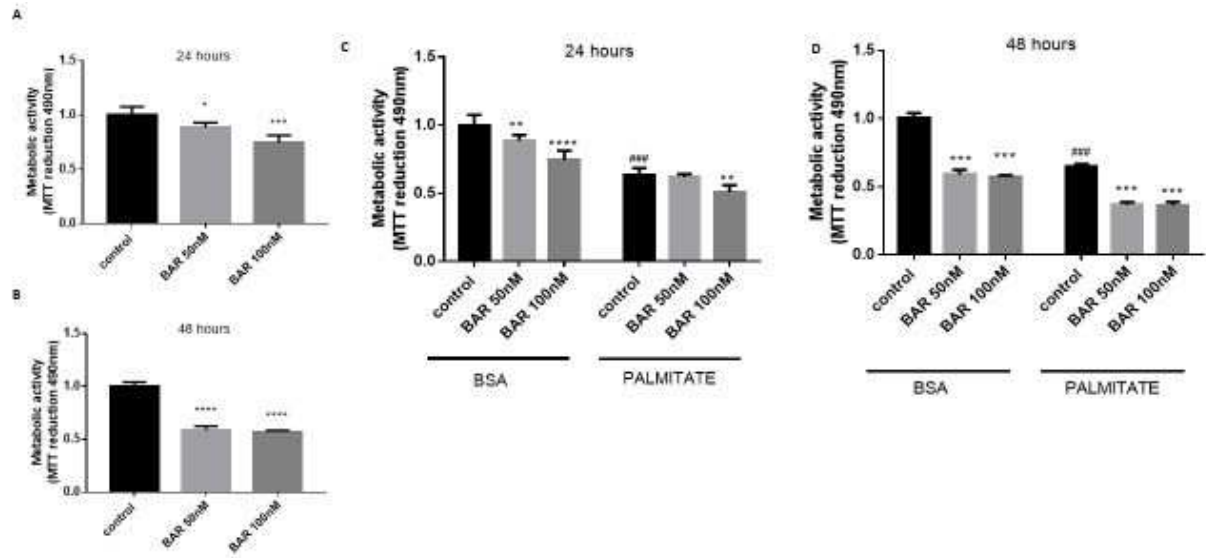 A
24 hours
Metabolic activity
(MTT reduction 490nm)
1.5
1.0
0.5
0.0
*
***
control
BAR 50nM
BAR 100nM
B
48 hours
Metabolic activity
(MTT reduction 490nm)
1.5
1.0
0.5
0.0
****
****
control
BAR 50nM
BAR 100nM
C
24 hours
Metabolic activity
(MTT reduction 490nm)
1.5
1.0
0.5
0.0
**
****
###
**
control
BAR 50nM
BAR 100nM
control
BAR 50nM
BAR 100nM
BSA
PALMITATE
D
48 hours
Metabolic activity
(MTT reduction 490nm)
1.5
1.0
0.5
0.0
***
***
###
***
***
control
BAR 50nM
BAR 100nM
control
BAR 50nM
BAR 100nM
BSA
PALMITATE